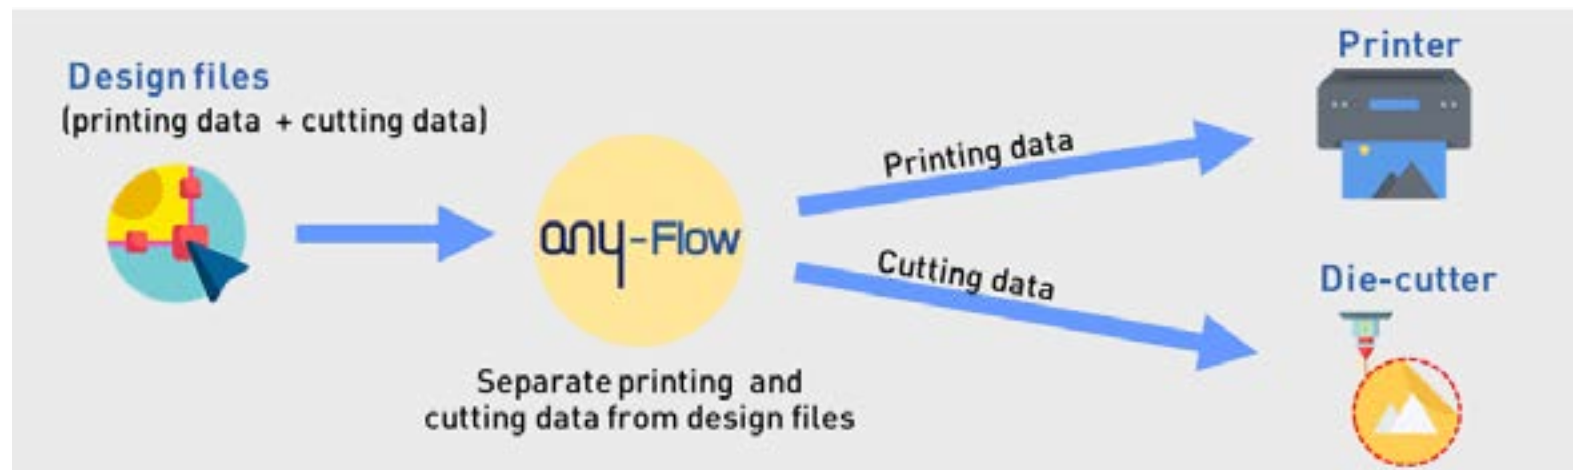 Design files
(printing data + cutting data)
any-Flow
Separate printing and
cutting data from design files
Printing data
Cutting data
Printer
Die-cutter